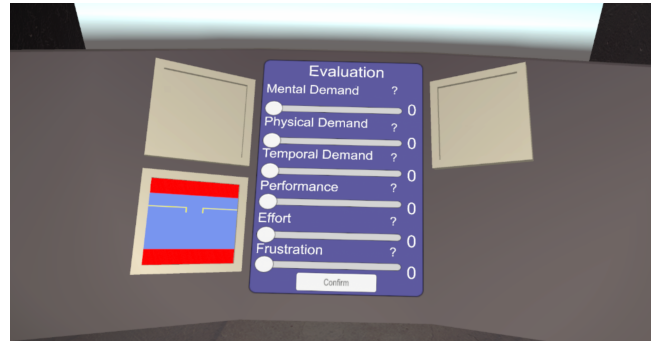 Evaluation
Mental Demand ?
0
Physical Demand ?
0
Temporal Demand ?
0
Performance ?
0
Effort ?
0
Frustration ?
0
Confirm